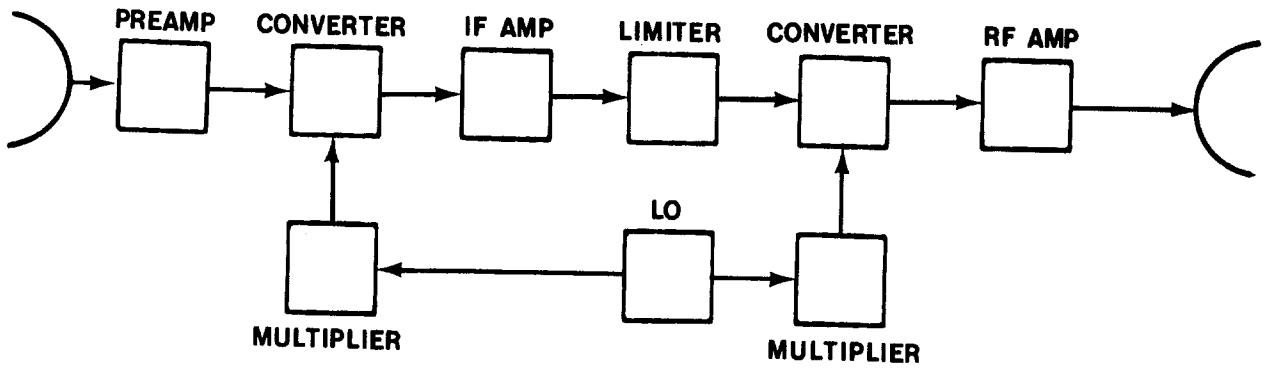 PREAMP
CONVERTER
IF AMP
LIMITER
CONVERTER
RF AMP
LO
MULTIPLIER
MULTIPLIER